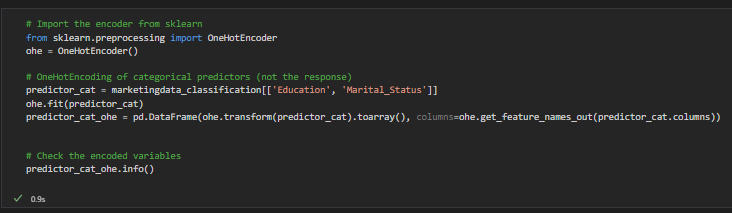 # Import the encoder from sklearn
from sklearn.preprocessing import OneHotEncoder
ohe = OneHotEncoder()
# OneHotEncoding of categorical predictors (not the response)
predictor_cat = marketingdata_classification[['Education', 'Marital_Status']]
ohe.fit(predictor_cat)
predictor_cat_ohe = pd.DataFrame(ohe.transform(predictor_cat).toarray(), columns=ohe.get_feature_names_out(predictor_cat.columns))
# Check the encoded variables
predictor_cat_ohe.info()
✓ 0.9s